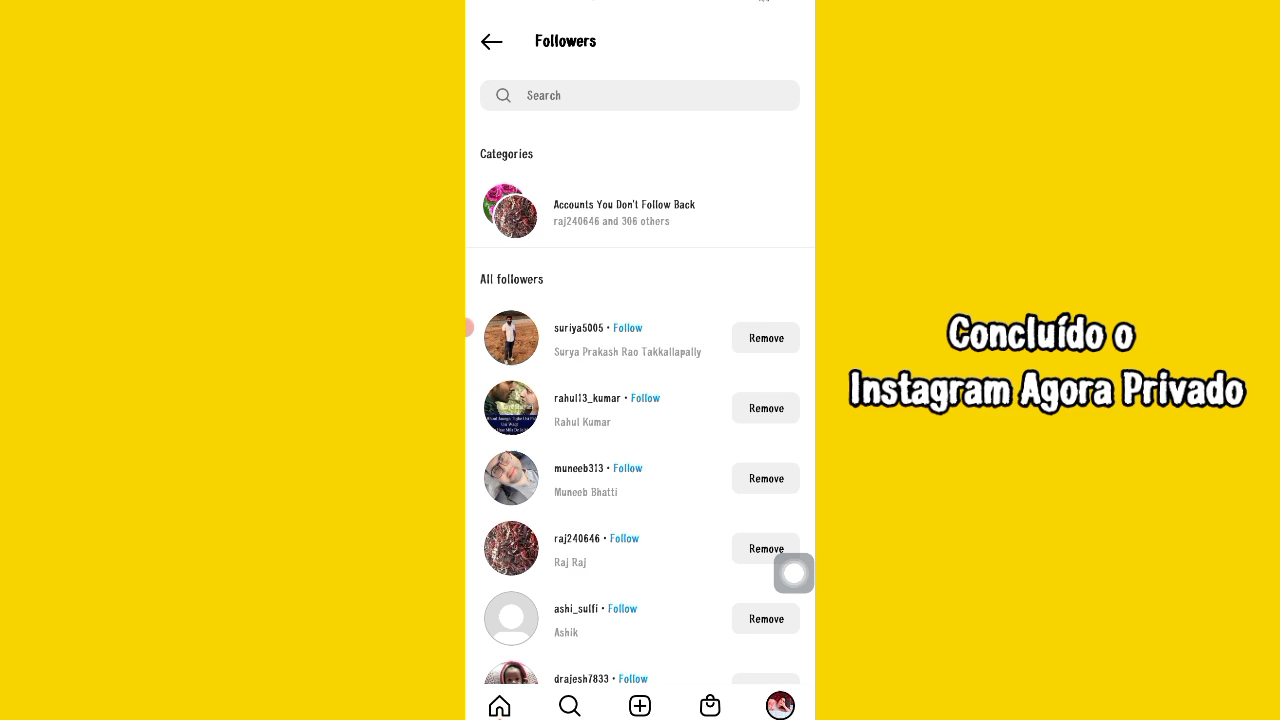 Followers
Search
Categories
Accounts You Don't Follow Back
raj240646 and 306 others
All followers
suriya5005 • Follow
Surya Prakash Rao Takkallapally
Remove
rahul13_kumar • Follow
Rahul Kumar
Remove
muneeb313 • Follow
Muneeb Bhatti
Remove
raj240646 • Follow
Raj Raj
Remove
ashi_sulfi • Follow
Ashik
Remove
drajesh7833 • Follow
Concluído o
Instagram Agora Privado